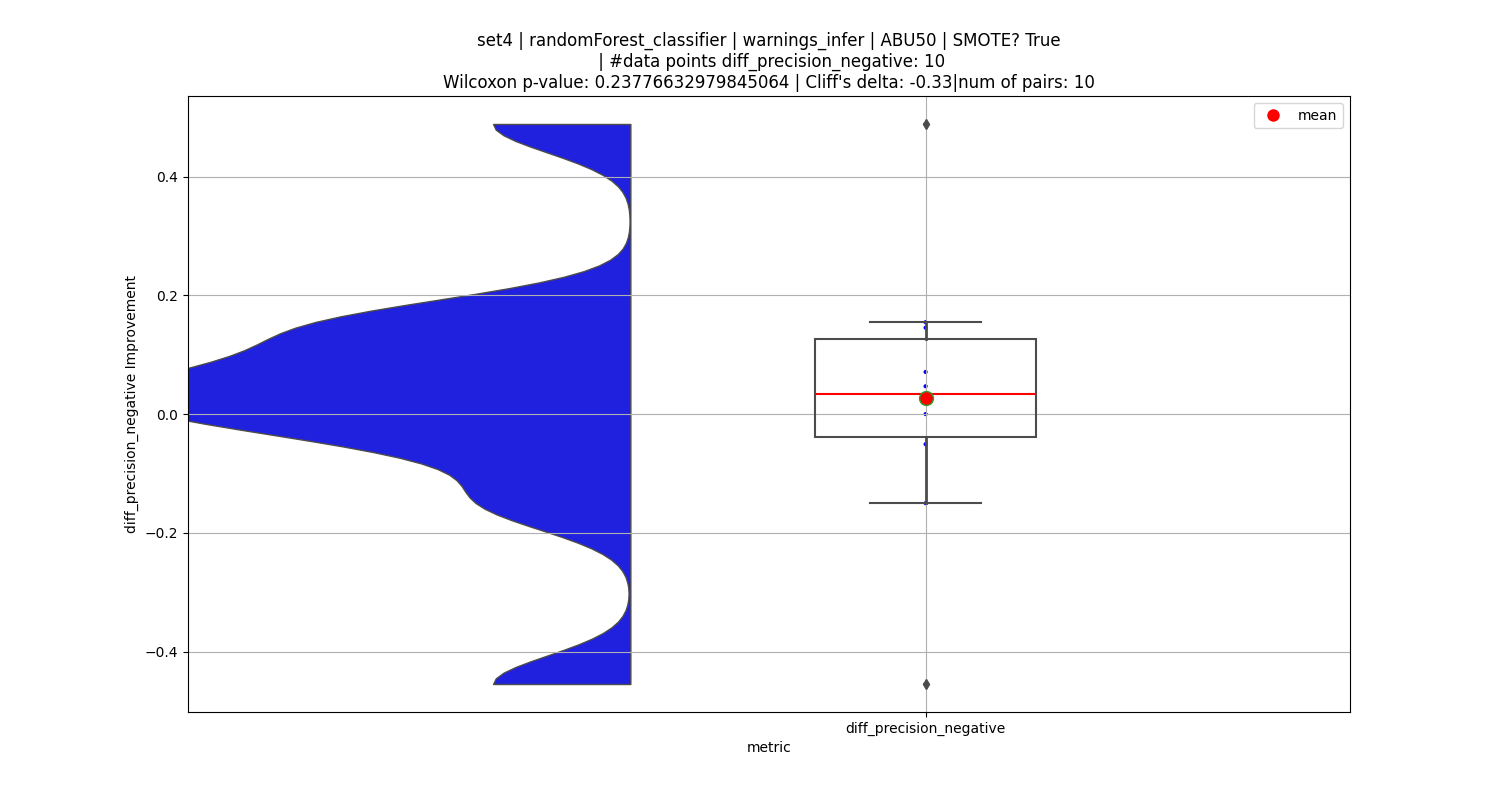 set4 | randomForest_classifier | warnings_infer | ABU50 | SMOTE? True
| #data points diff_precision_negative: 10
Wilcoxon p-value: 0.23776632979845064 | Cliff's delta: -0.33|num of pairs: 10
mean
0.4
0.2
0.0
−0.2
−0.4
diff_precision_negative Improvement
diff_precision_negative
metric